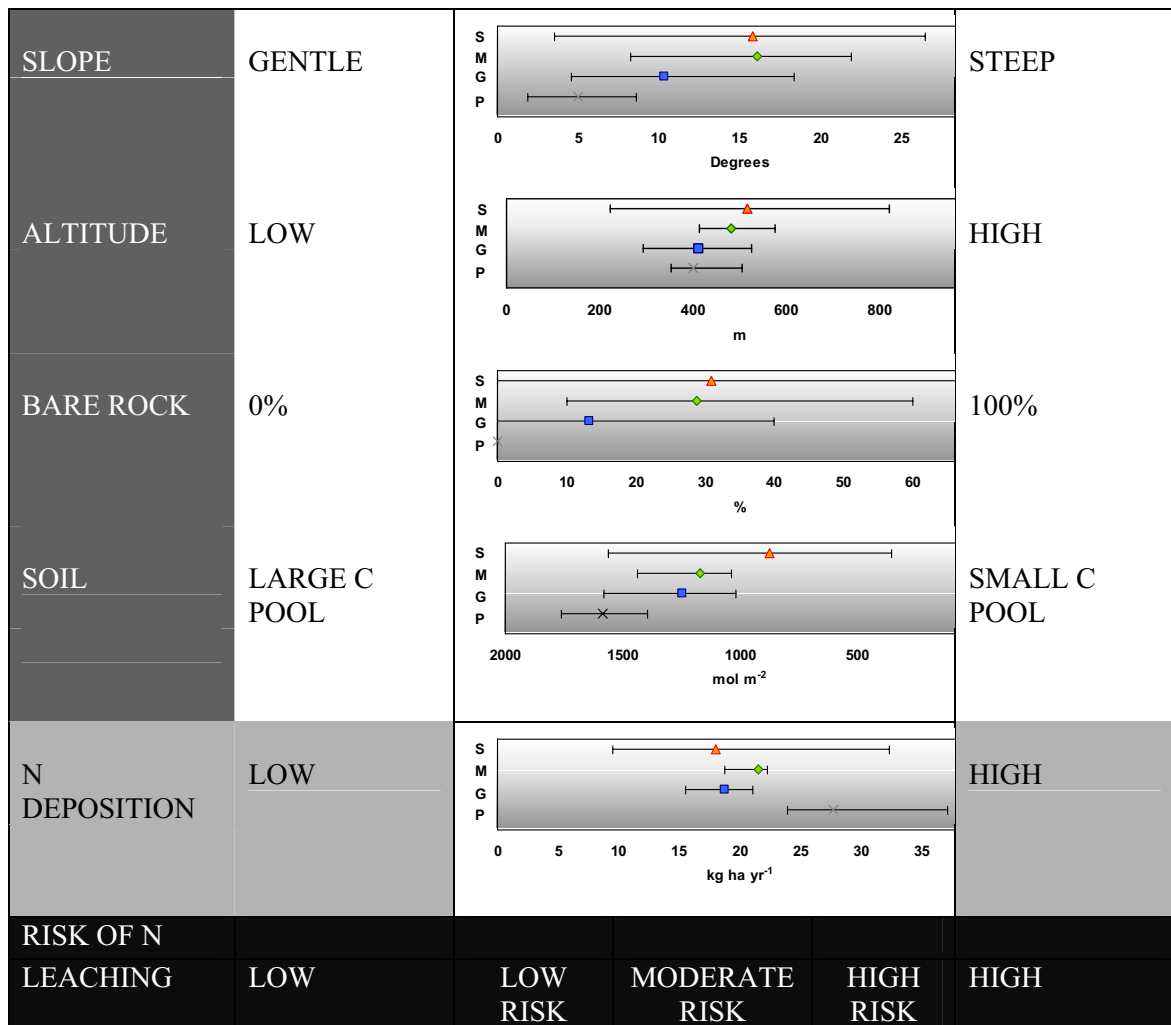 SLOPE
GENTLE
S
M
G
P
0 5 10 15 20 25
Degrees
STEEP
ALTITUDE
LOW
S
M
G
P
0 200 400 600 800
m
HIGH
BARE ROCK
0%
S
M
G
P
0 10 20 30 40 50 60
%
100%
SOIL
LARGE C
POOL
S
M
G
P
2000 1500 1000 500
mol m⁻²
SMALL C
POOL
N
DEPOSITION
LOW
S
M
G
P
0 5 10 15 20 25 30 35
kg ha yr⁻¹
HIGH
RISK OF N
LEACHING
LOW
LOW
RISK
MODERATE
RISK
HIGH
RISK
HIGH